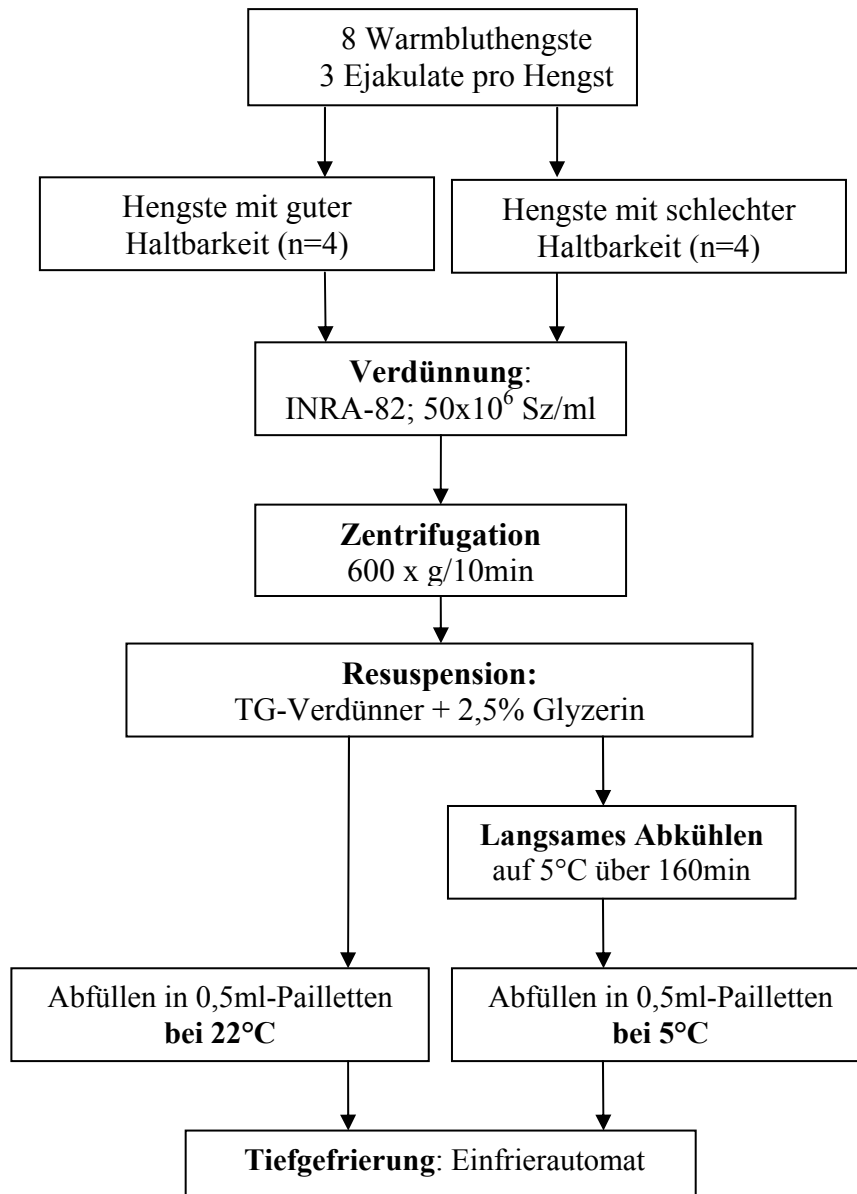 8 Warmbluthengste
3 Ejakulate pro Hengst
Hengste mit guter
Haltbarkeit (n=4)
Hengste mit schlechter
Haltbarkeit (n=4)
Verdünnung:
INRA-82; 50x10⁶ Sz/ml
Zentrifugation
600 x g/10min
Resuspension:
TG-Verdünner + 2,5% Glyzerin
Langsames Abkühlen
auf 5°C über 160min
Abfüllen in 0,5ml-Pailletten
bei 22°C
Abfüllen in 0,5ml-Pailletten
bei 5°C
Tiefgefrierung: Einfrierautomat